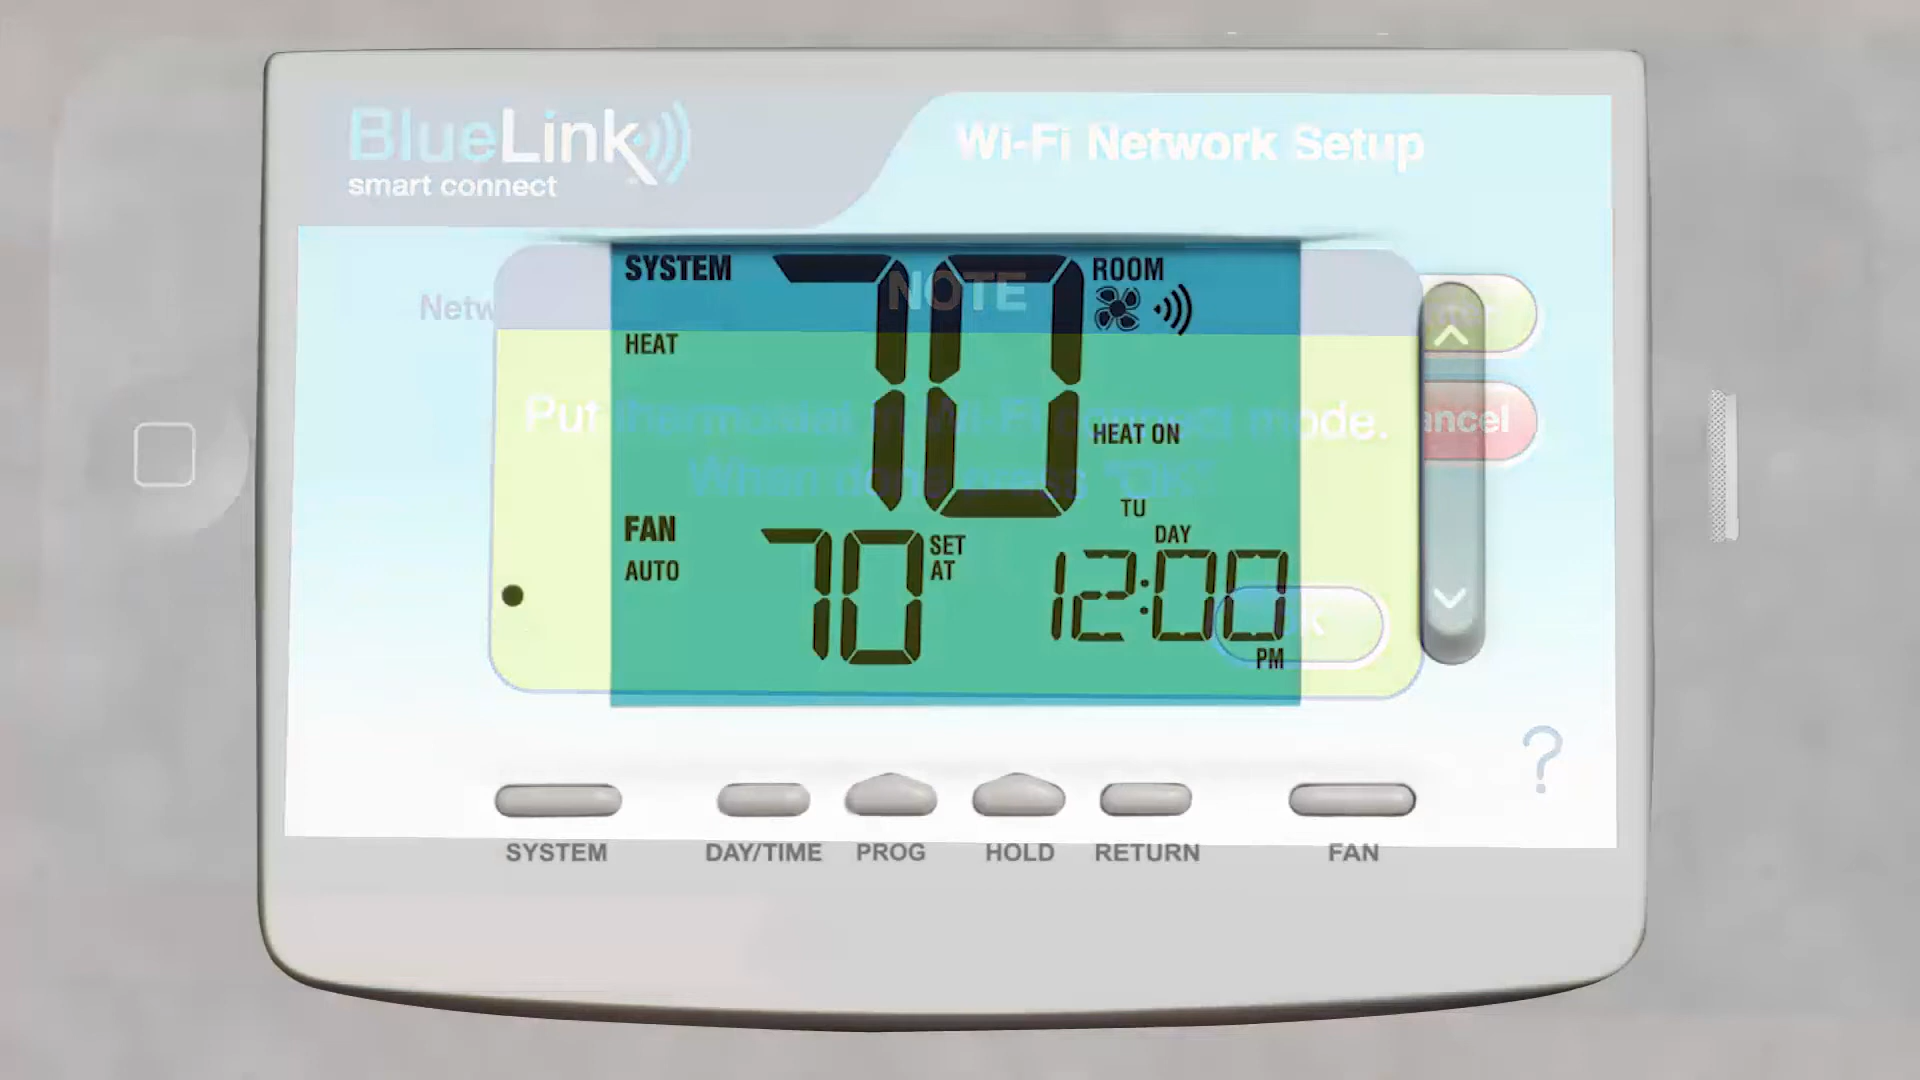 BlueLink
smart connect
Wi-Fi Network Setup
SYSTEM
70
ROOM
NOTE
Netw
HEAT
Put thermostat in Wi-Fi connect mode.
ancel
HEAT ON
When done press "OK"
TU
DAY
FAN
AUTO
70
SET
AT
12:00
PM
OK
?
SYSTEM
DAY/TIME
PROG
HOLD
RETURN
FAN